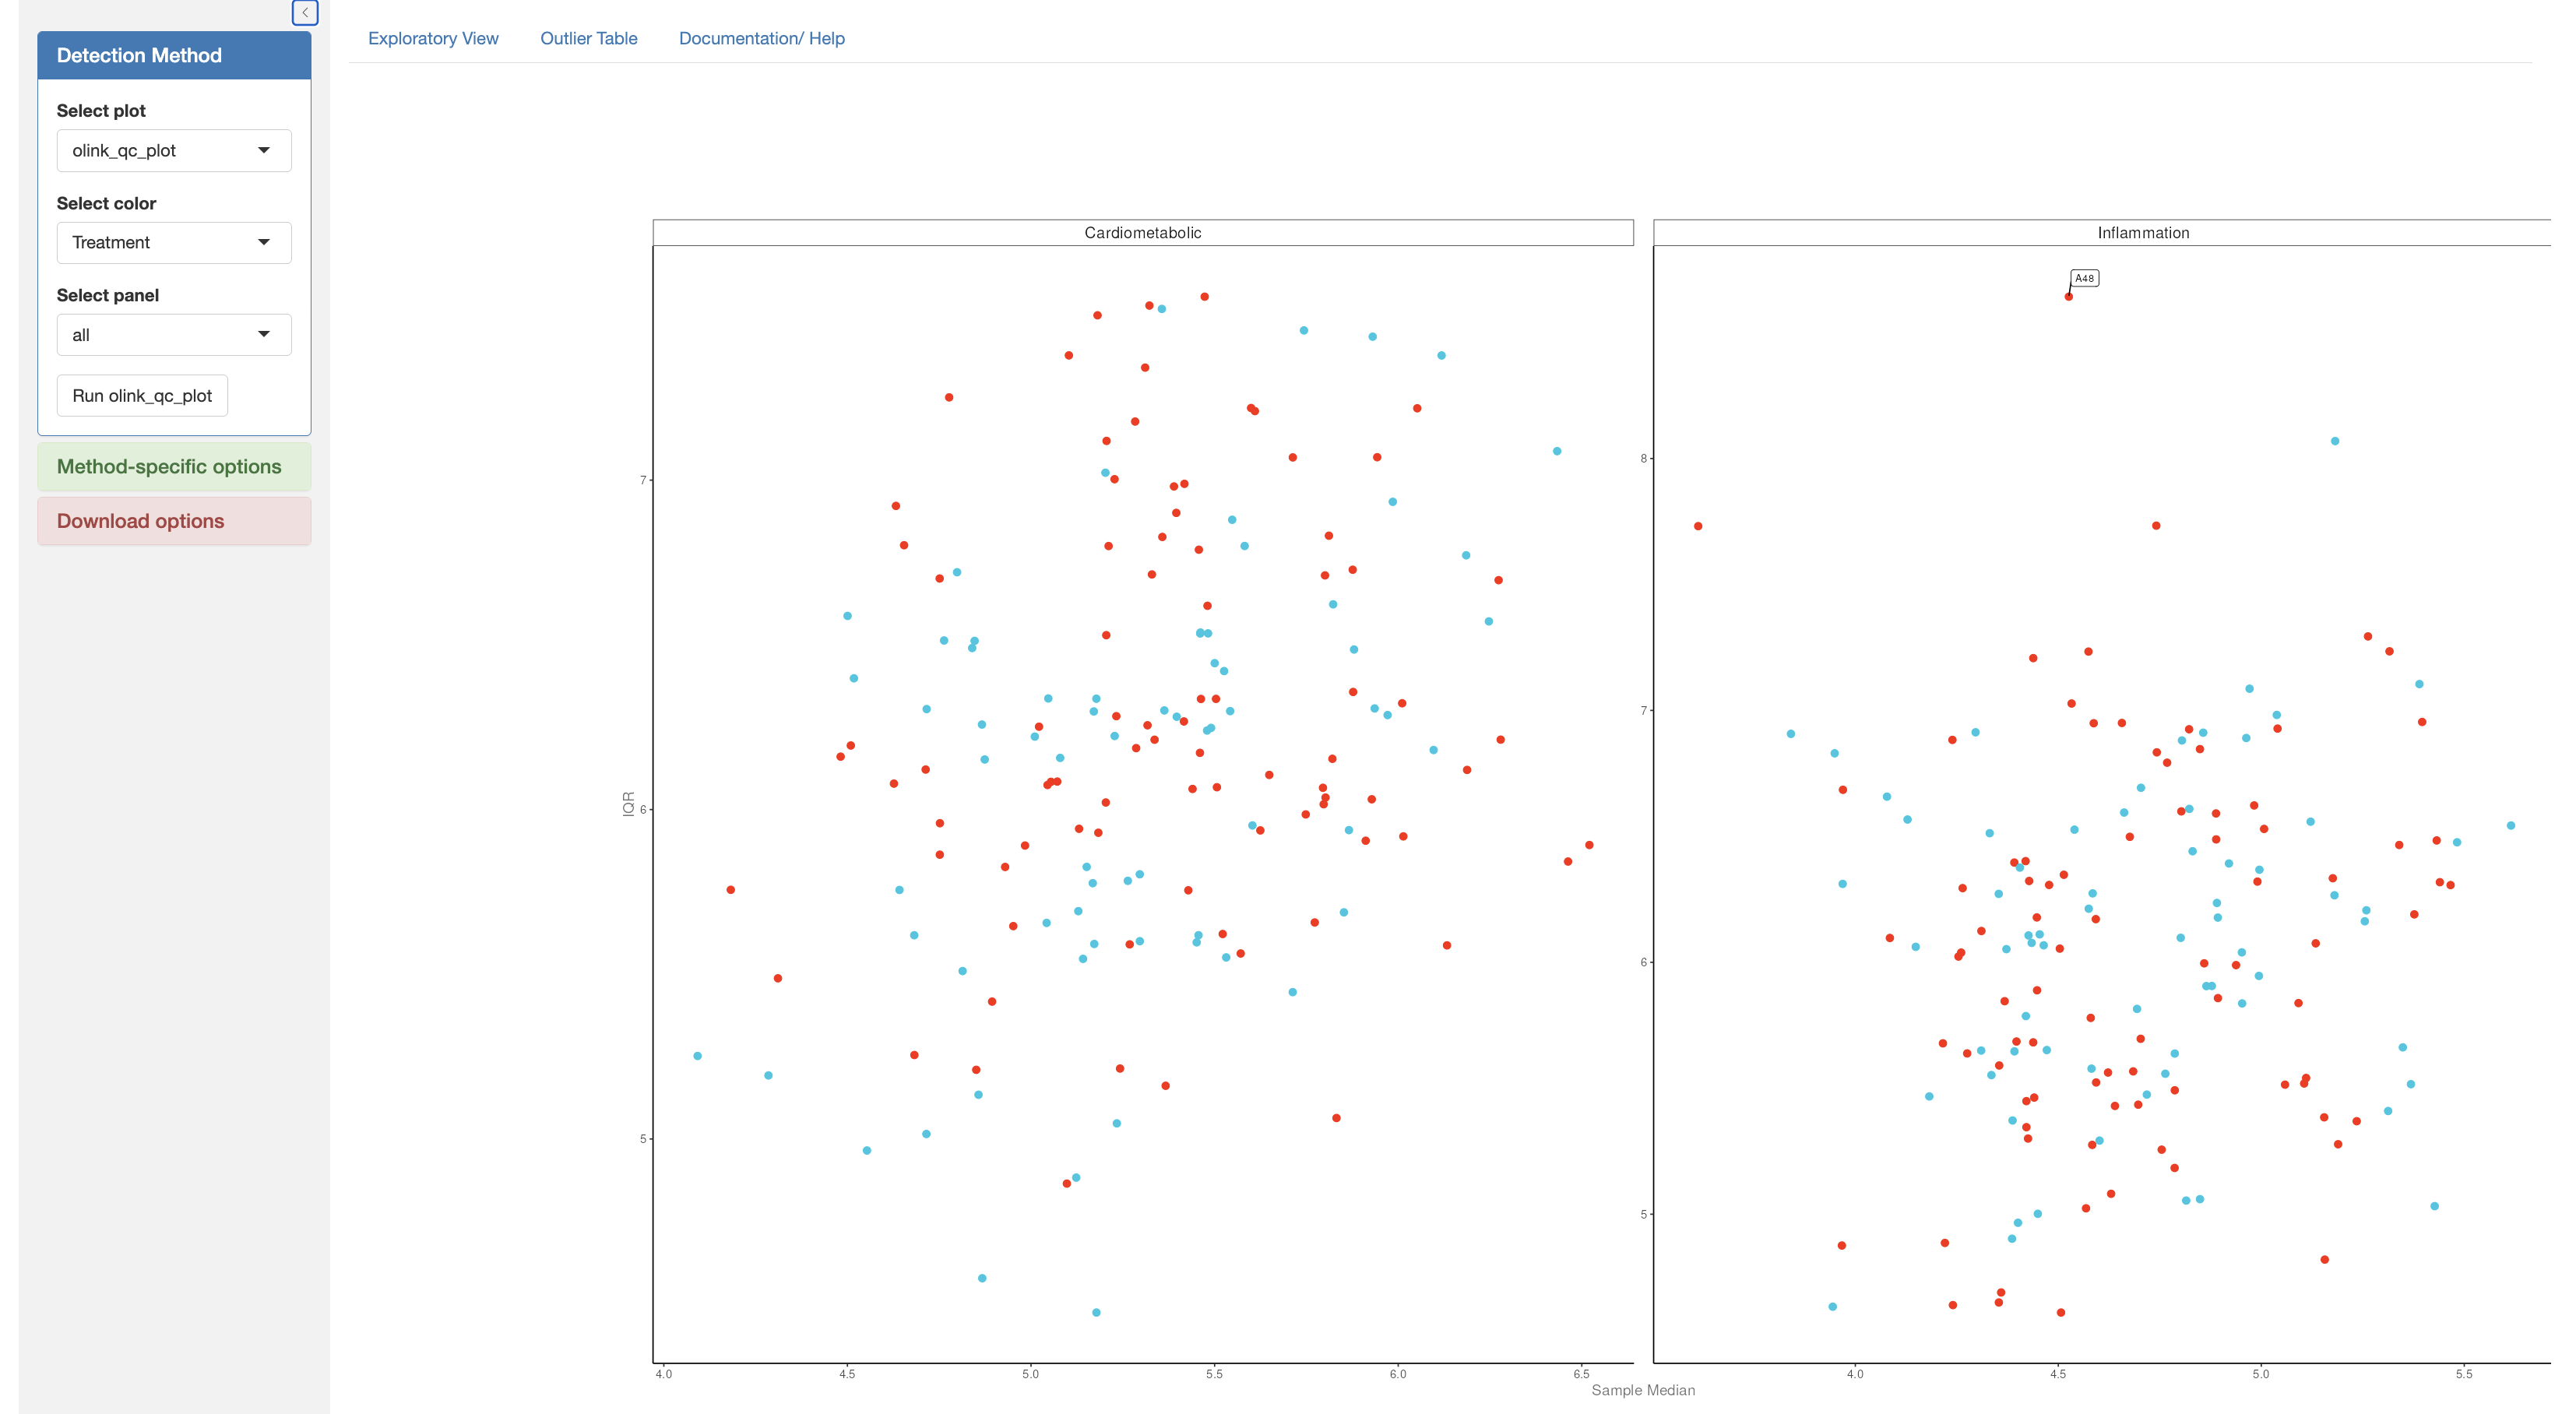 Detection Method
Select plot
olink_qc_plot
Select color
Treatment
Select panel
all
Run olink_qc_plot
Method-specific options
Download options
Exploratory View
Outlier Table
Documentation/ Help
Cardiometabolic
Inflammation
A48
IQR
7
6
5
8
7
6
5
4.0
4.5
5.0
5.5
6.0
6.5
4.0
4.5
5.0
5.5
Sample Median